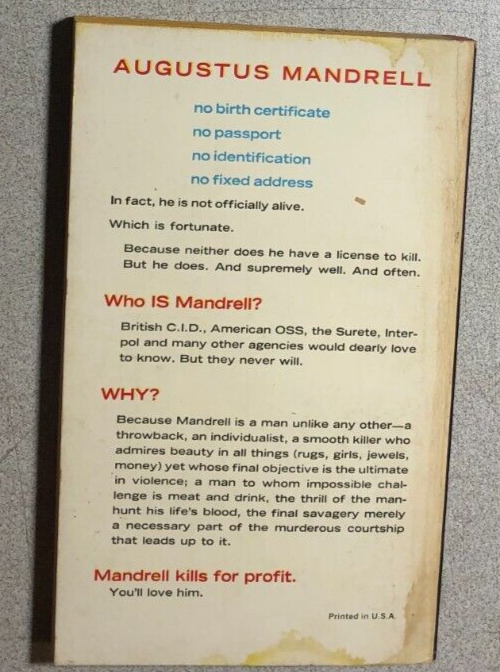 AUGUSTUS MANDRELL
no birth certificate
no passport
no identification
no fixed address
In fact, he is not officially alive.
Which is fortunate.
Because neither does he have a license to kill.
But he does. And supremely well. And often.
Who IS Mandrell?
British C.I.D., American OSS, the Surete, Inter-
pol and many other agencies would dearly love
to know. But they never will.
WHY?
Because Mandrell is a man unlike any other—a
throwback, an individualist, a smooth killer who
admires beauty in all things (rugs, girls, jewels,
money) yet whose final objective is the ultimate
in violence; a man to whom impossible chal-
lenge is meat and drink, the thrill of the man-
hunt his life's blood, the final savagery merely
a necessary part of the murderous courtship
that leads up to it.
Mandrell kills for profit.
You'll love him.
Printed in U.S.A.